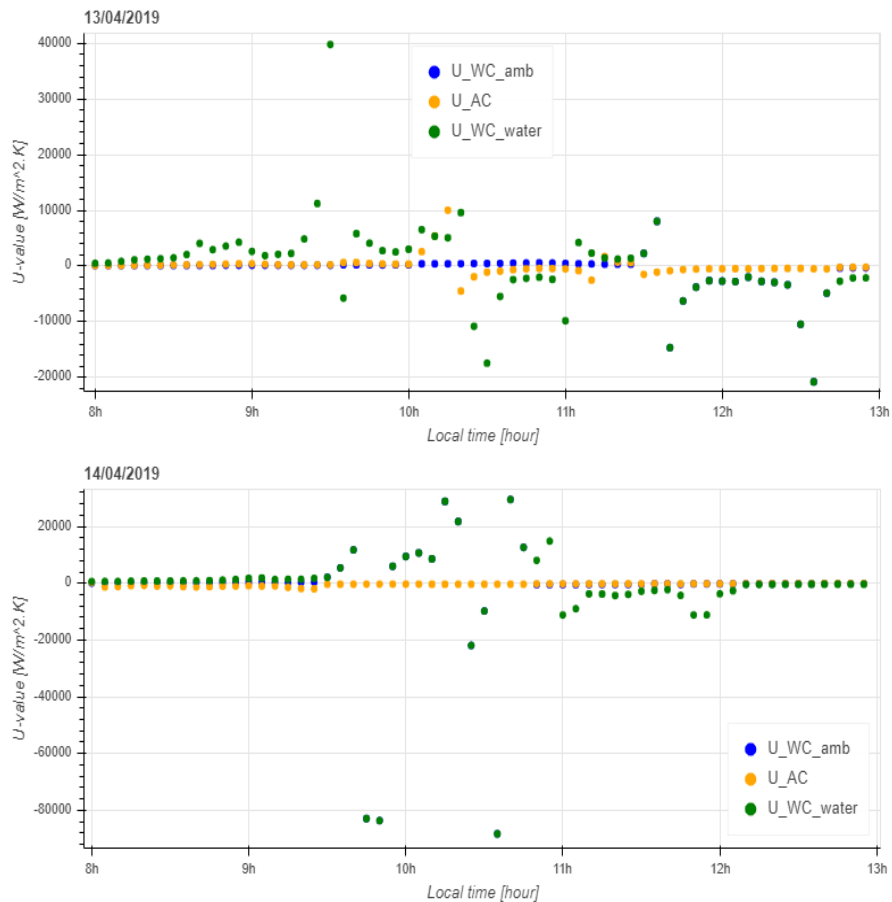 13/04/2019
40000
30000
20000
10000
0
-10000
-20000
U-value [W/m^2.K]
U_WC_amb
U_AC
U_WC_water
8h 9h 10h 11h 12h 13h
Local time [hour]
14/04/2019
20000
0
-20000
-40000
-60000
-80000
U-value [W/m^2.K]
U_WC_amb
U_AC
U_WC_water
8h 9h 10h 11h 12h 13h
Local time [hour]